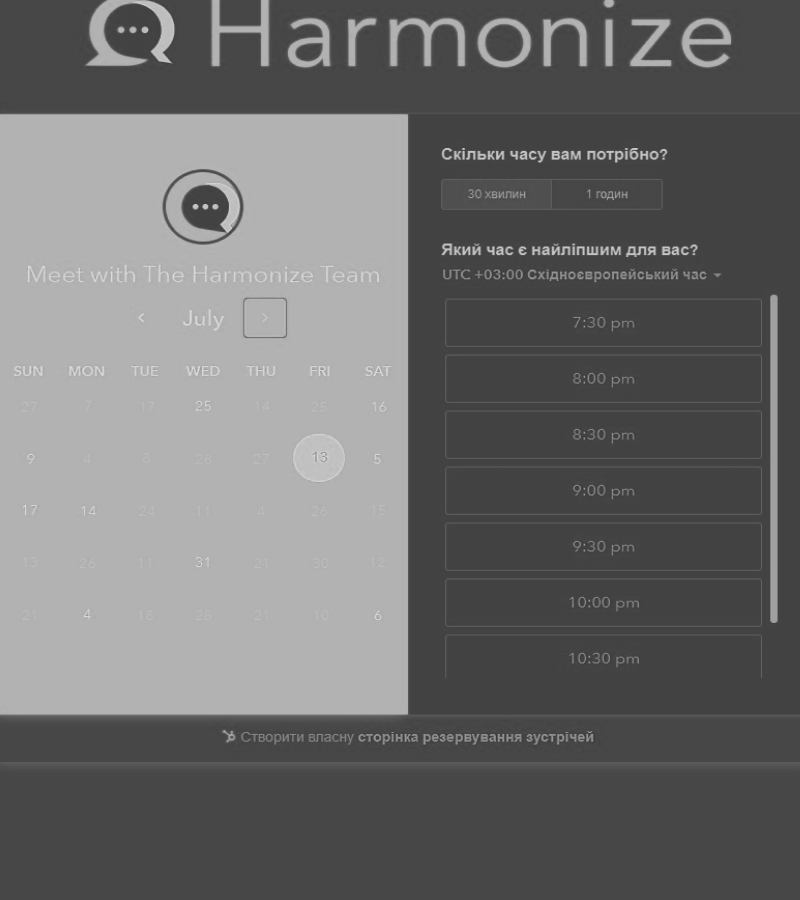 Harmonize
Meet with The Harmonize Team
July
SUN MON TUE WED THU FRI SAT
27 7 17 25 14 25 16
9 4 8 26 27 13 5
17 14 24 11 4 26 15
13 26 11 31 21 30 12
21 4 18 25 21 10 6
Скільки часу вам потрібно?
30 хвилин 1 годин
Який час є найліпшим для вас?
UTC +03:00 Східноєвропейський час
7:30 pm
8:00 pm
8:30 pm
9:00 pm
9:30 pm
10:00 pm
10:30 pm
Створити власну сторінка резервування зустрічей